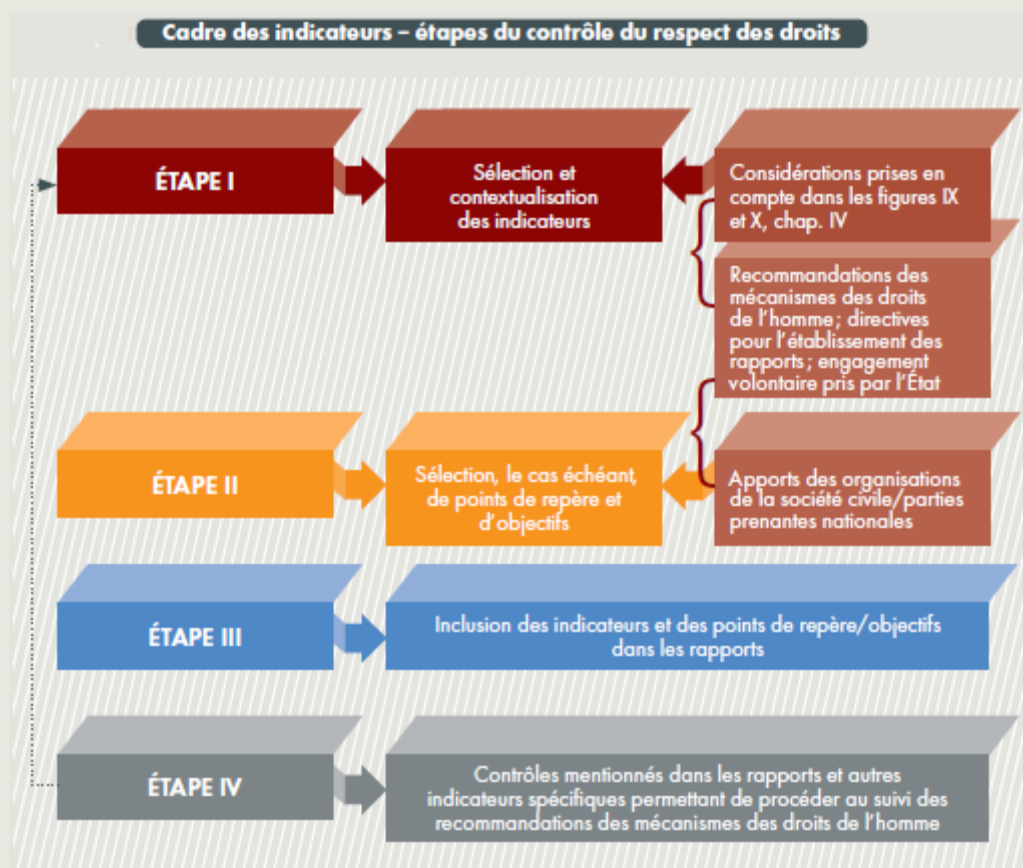 Cadre des indicateurs – étapes du contrôle du respect des droits
ÉTAPE I
Sélection et
contextualisation
des indicateurs
Considérations prises en
compte dans les figures IX
et X, chap. IV
Recommandations des
mécanismes des droits
de l'homme ; directives
pour l'établissement des
rapports ; engagement
volontaire pris par l'État
ÉTAPE II
Sélection, le cas échéant,
de points de repère et
d'objectifs
Apports des organisations
de la société civile/parties
prenantes nationales
ÉTAPE III
Inclusion des indicateurs et des points de repère/objectifs
dans les rapports
ÉTAPE IV
Contrôles mentionnés dans les rapports et autres
indicateurs spécifiques permettant de procéder au suivi des
recommandations des mécanismes des droits de l'homme